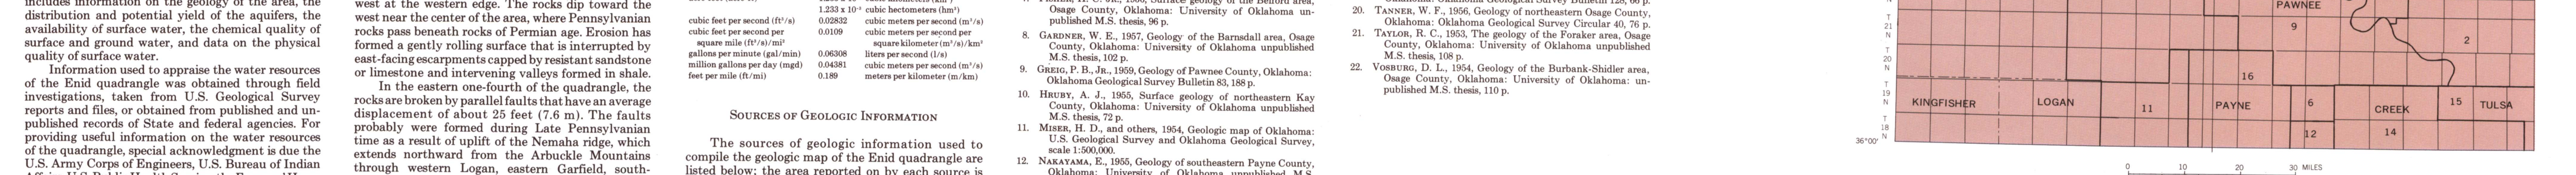 includes information on the geology of the area, the
distribution and potential yield of the aquifers, the
availability of surface water, the chemical quality of
surface and ground water, and data on the physical
quality of surface water.
Information used to appraise the water resources
of the Enid quadrangle was obtained through field
investigations, taken from U.S. Geological Survey
reports and files, or obtained from published and un-
published records of State and federal agencies. For
providing useful information on the water resources
of the quadrangle, special acknowledgment is due the
U.S. Army Corps of Engineers, U.S. Bureau of Indian
west at the western edge. The rocks dip toward the
west near the center of the area, where Pennsylvanian
rocks pass beneath rocks of Permian age. Erosion has
formed a gently rolling surface that is interrupted by
east-facing escarpments capped by resistant sandstone
or limestone and intervening valleys formed in shale.
In the eastern one-fourth of the quadrangle, the
rocks are broken by parallel faults that have an average
displacement of about 25 feet (7.6 m). The faults
probably were formed during Late Pennsylvanian
time as a result of uplift of the Nemaha ridge, which
extends northward from the Arbuckle Mountains
through western Logan, eastern Garfield, south-
1.233 x 10⁻³ cubic hectometers (hm³)
cubic feet per second (ft³/s) 0.02832 cubic meters per second (m³/s)
cubic feet per second per 0.0109 cubic meters per second per
square mile (ft³/s)/mi² square kilometer (m³/s)/km²
gallons per minute (gal/min) 0.06308 liters per second (l/s)
million gallons per day (mgd) 0.04381 cubic meters per second (m³/s)
feet per mile (ft/mi) 0.189 meters per kilometer (m/km)
SOURCES OF GEOLOGIC INFORMATION
The sources of geologic information used to
compile the geologic map of the Enid quadrangle are
listed below; the area reported on by each source is
Osage County, Oklahoma: University of Oklahoma un-
published M.S. thesis, 96 p.
8. GARDNER, W. E., 1957, Geology of the Barnsdall area, Osage
County, Oklahoma: University of Oklahoma unpublished
M.S. thesis, 102 p.
9. GREIG, P. B., JR., 1959, Geology of Pawnee County, Oklahoma:
Oklahoma Geological Survey Bulletin 83, 188 p.
10. HRUBY, A. J., 1955, Surface geology of northeastern Kay
County, Oklahoma: University of Oklahoma unpublished
M.S. thesis, 72 p.
11. MISER, H. D., and others, 1954, Geologic map of Oklahoma:
U.S. Geological Survey and Oklahoma Geological Survey,
scale 1:500,000.
12. NAKAYAMA, E., 1955, Geology of southeastern Payne County,
Oklahoma: University of Oklahoma unpublished M.S.
20. TANNER, W. F., 1956, Geology of northeastern Osage County,
Oklahoma: Oklahoma Geological Survey Circular 40, 76 p.
21. TAYLOR, R. C., 1953, The geology of the Foraker area, Osage
County, Oklahoma: University of Oklahoma unpublished
M.S. thesis, 108 p.
22. VOSBURG, D. L., 1954, Geology of the Burbank-Shidler area,
Osage County, Oklahoma: University of Oklahoma: un-
published M.S. thesis, 110 p.
PAWNEE
T
21
N
9
2
T
20
N
16
T
19
N
KINGFISHER
LOGAN
11
PAYNE
6
CREEK
15
TULSA
T
18
N
12
14
36°00'
0 10 20 30 MILES